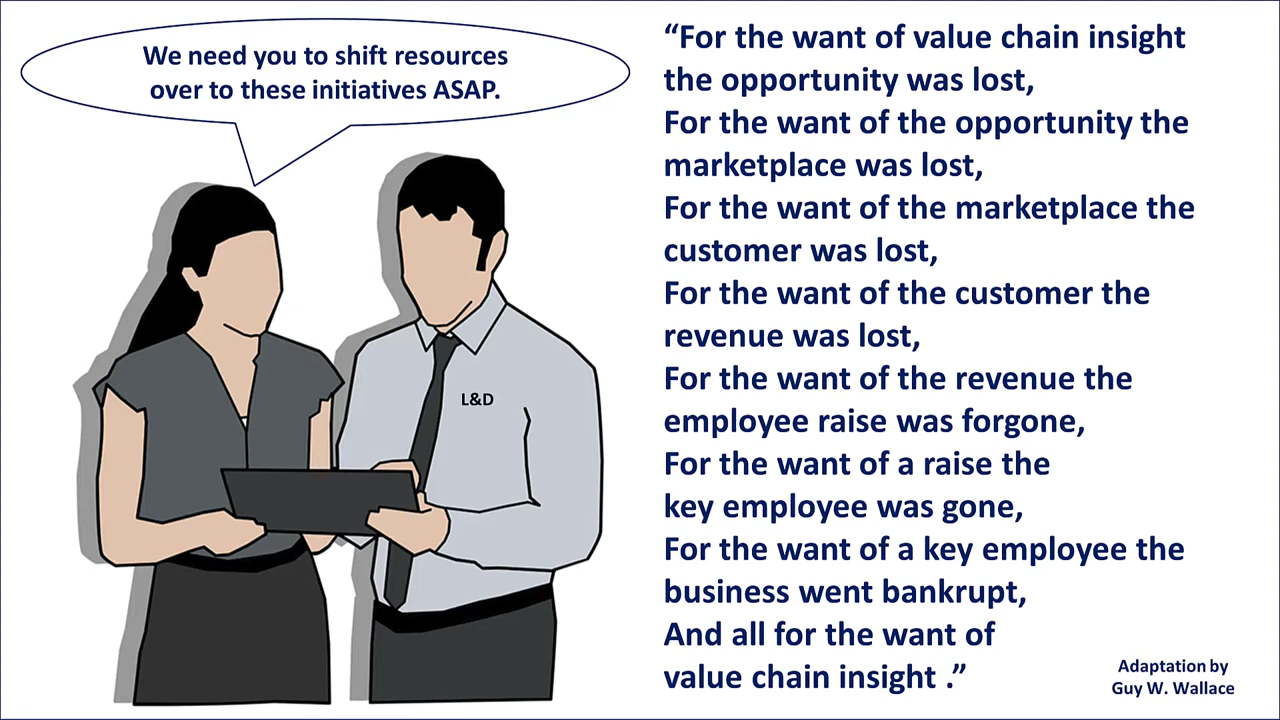 We need you to shift resources
over to these initiatives ASAP.
L&D
“For the want of value chain insight
the opportunity was lost,
For the want of the opportunity the
marketplace was lost,
For the want of the marketplace the
customer was lost,
For the want of the customer the
revenue was lost,
For the want of the revenue the
employee raise was forgone,
For the want of a raise the
key employee was gone,
For the want of a key employee the
business went bankrupt,
And all for the want of
value chain insight .”
Adaptation by
Guy W. Wallace